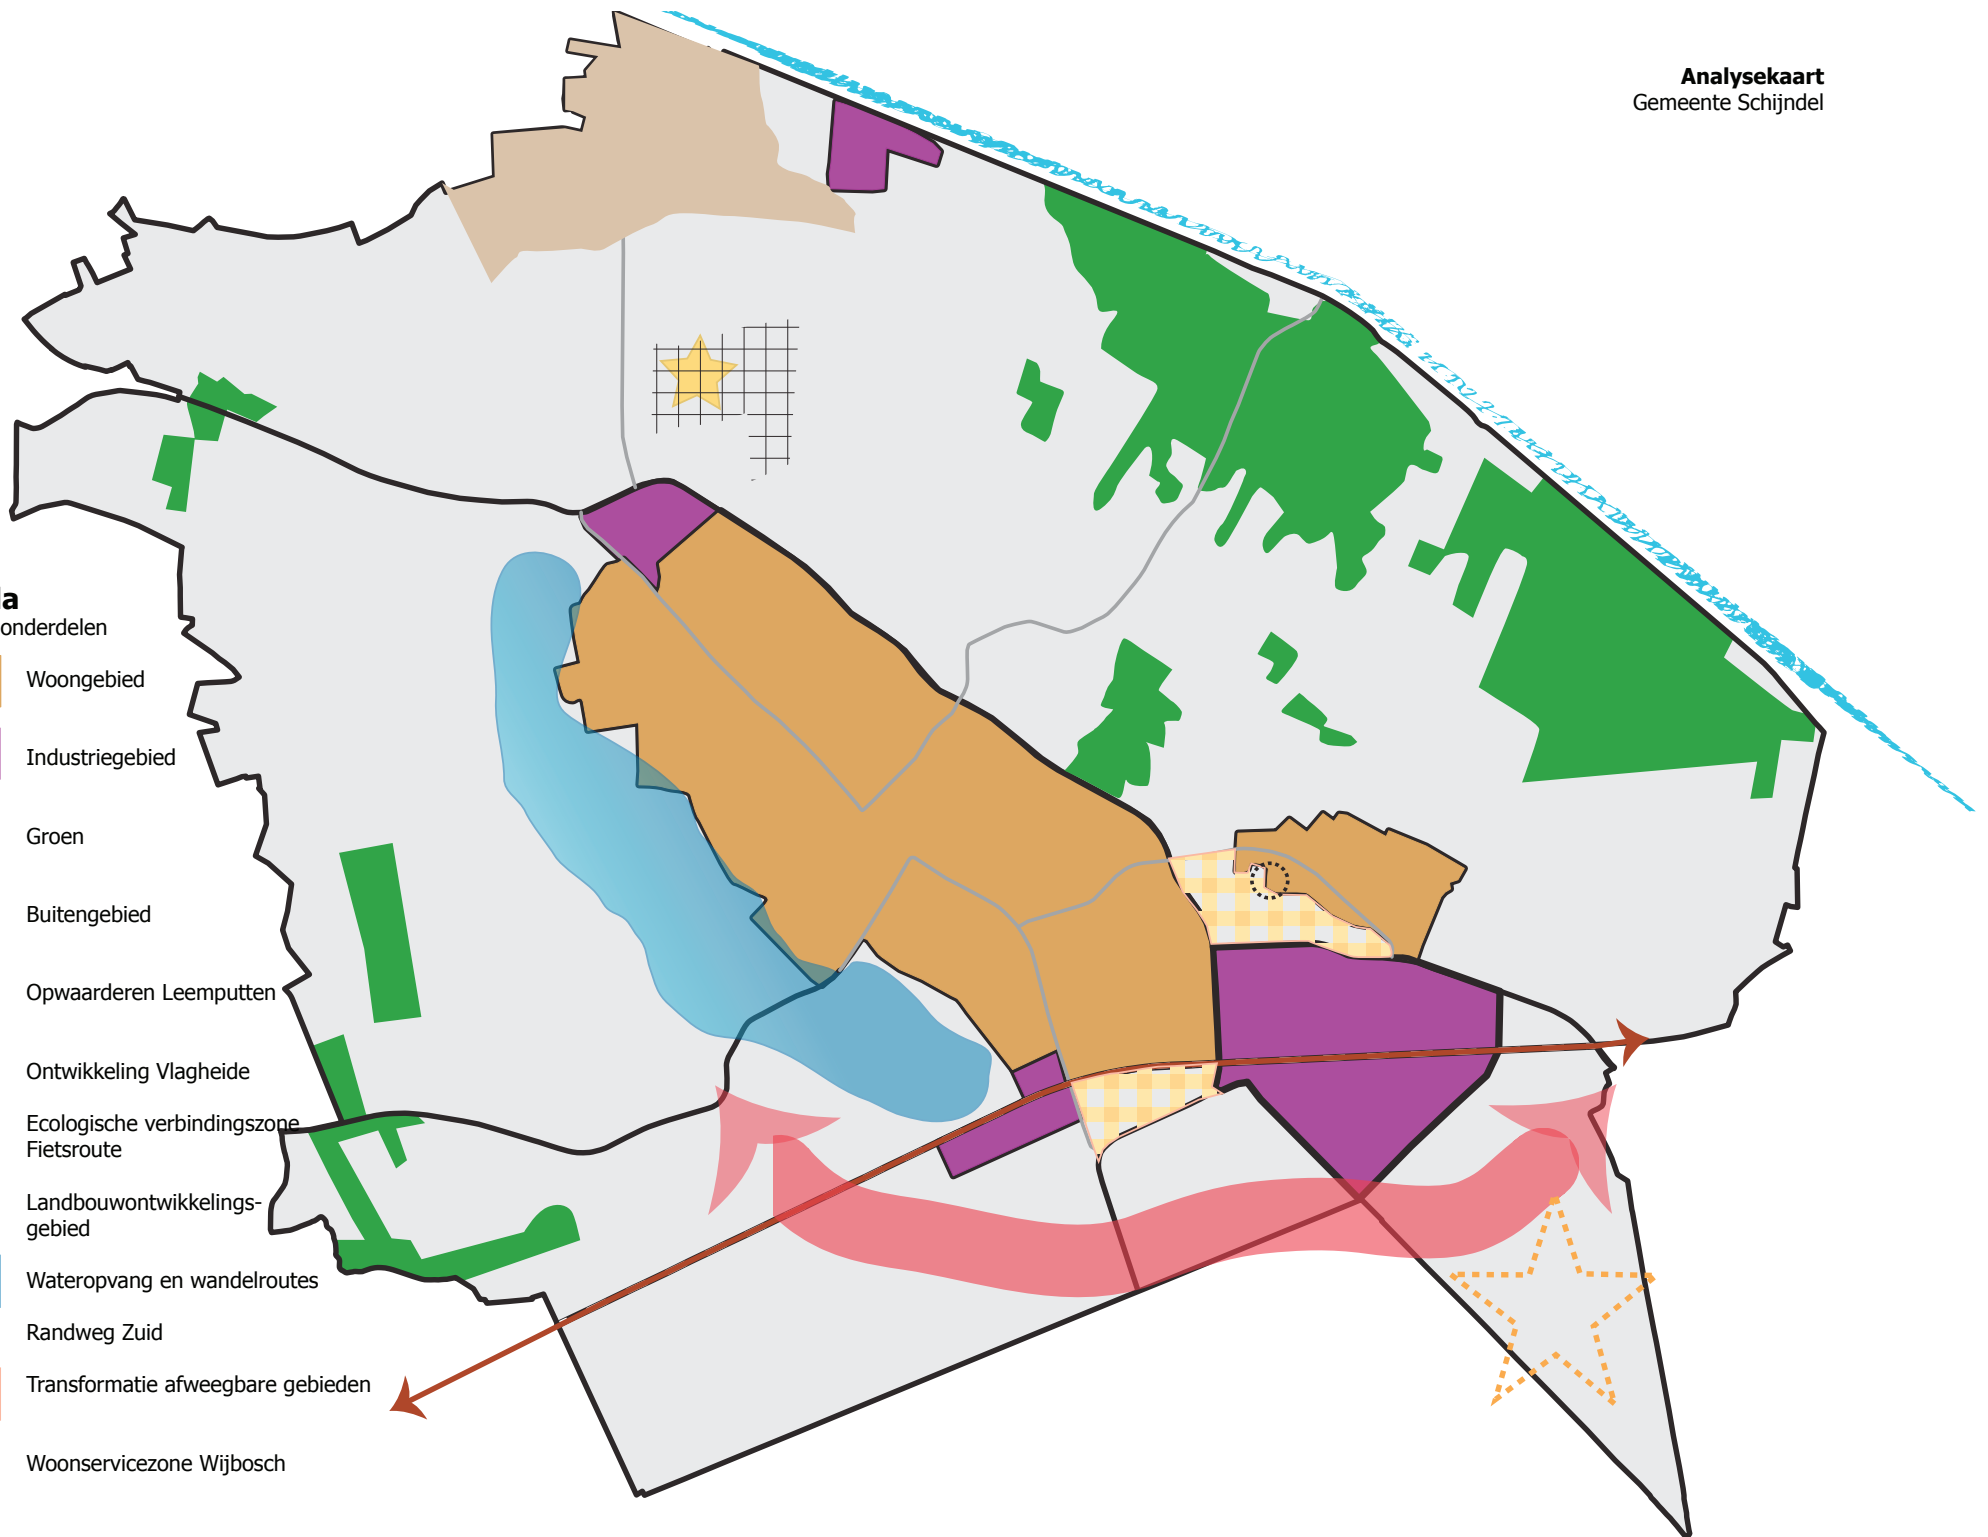 Analysekaart
Gemeente Schijndel
da
onderdelen
Woongebied
Industriegebied
Groen
Buitengebied
Opwaarderen Leemputten
Ontwikkeling Vlagheide
Ecologische verbindingszone
Fietsroute
Landbouwontwikkelings-
gebied
Wateropvang en wandelroutes
Randweg Zuid
Transformatie afweegbare gebieden
Woonservicezone Wijbosch